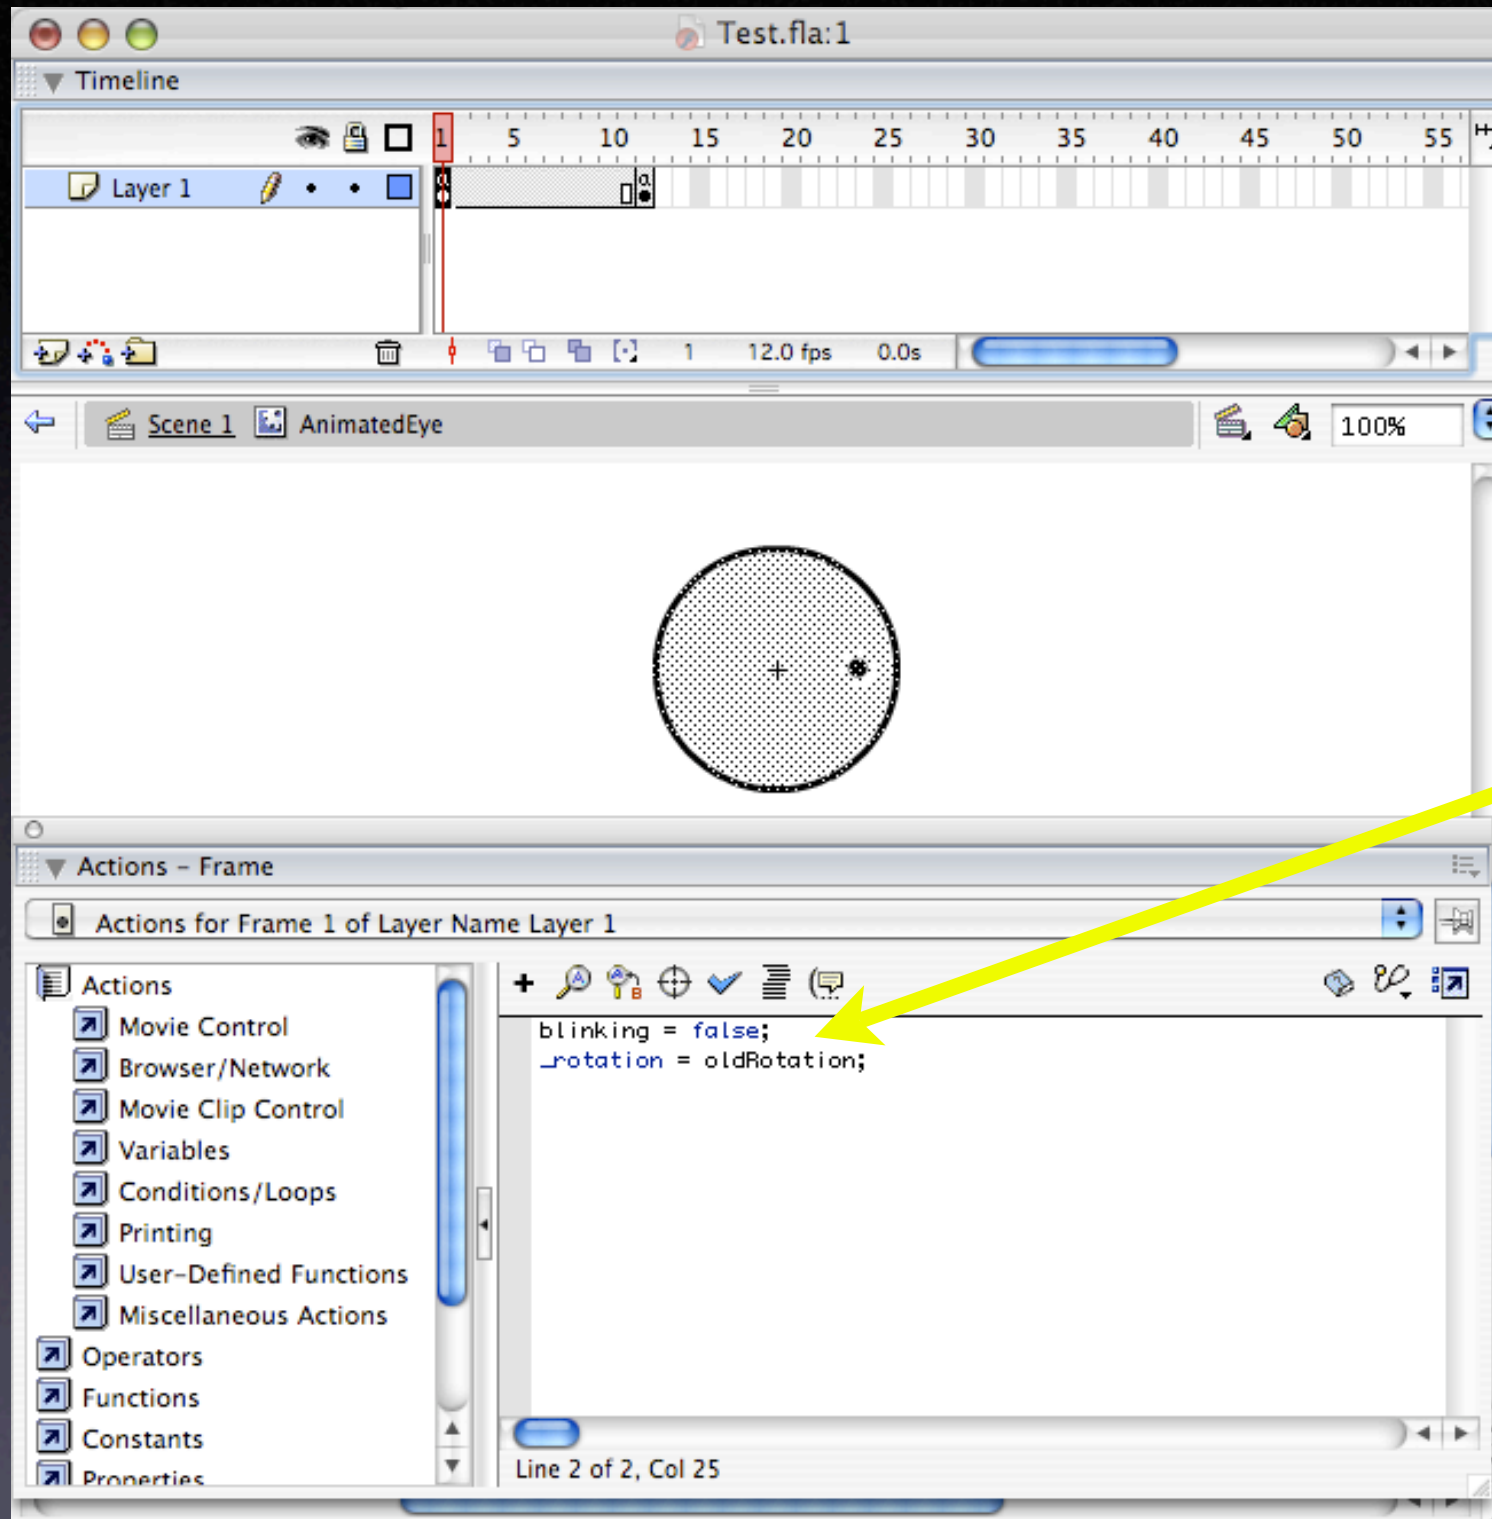 Test.fla:1
Timeline
1 5 10 15 20 25 30 35 40 45 50 55
Layer 1
a a
1 12.0 fps 0.0s
Scene 1 AnimatedEye 100%
Actions - Frame
Actions for Frame 1 of Layer Name Layer 1
Actions
Movie Control
Browser/Network
Movie Clip Control
Variables
Conditions/Loops
Printing
User-Defined Functions
Miscellaneous Actions
Operators
Functions
Constants
Properties
blinking = false;
_rotation = oldRotation;
Line 2 of 2, Col 25